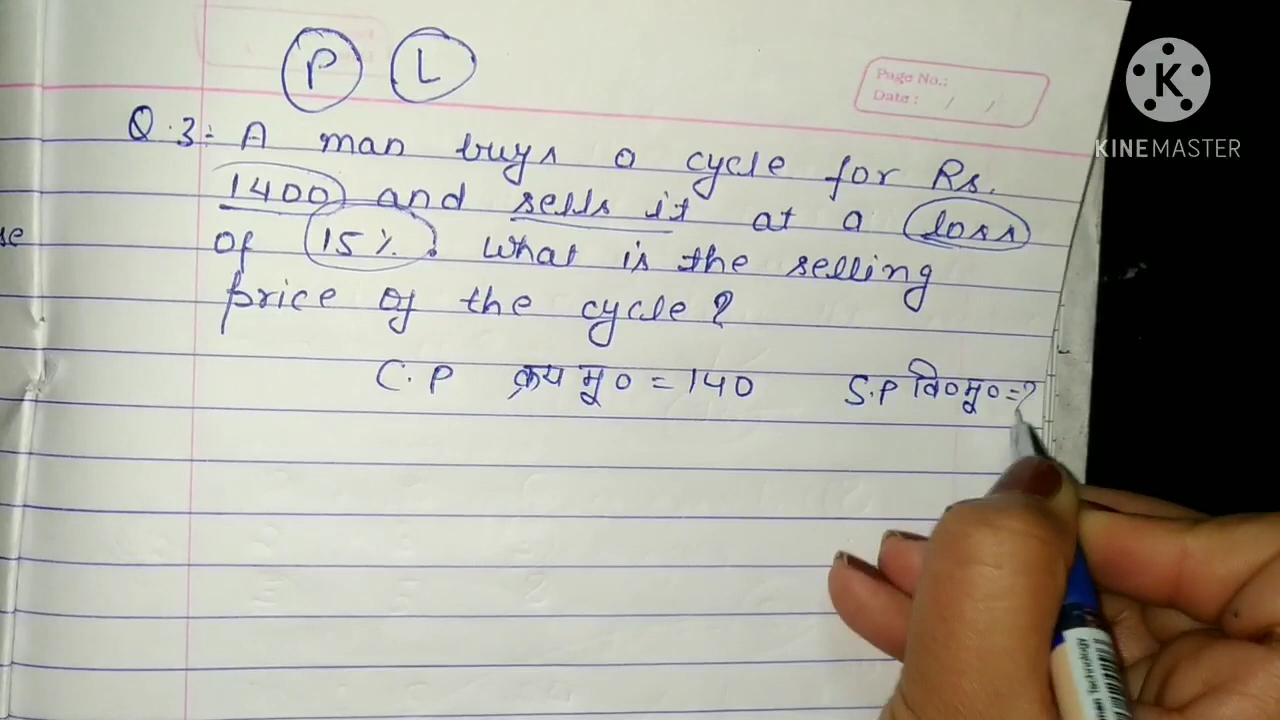 P L
Page No.:
Date : / /
KINEMASTER
Q.3:- A man buys a cycle for Rs.
1400 and sells it at a loss
of 15%. What is the selling
price of the cycle?
C.P क्रय मू० = 140 S.P वि०मू० = ?